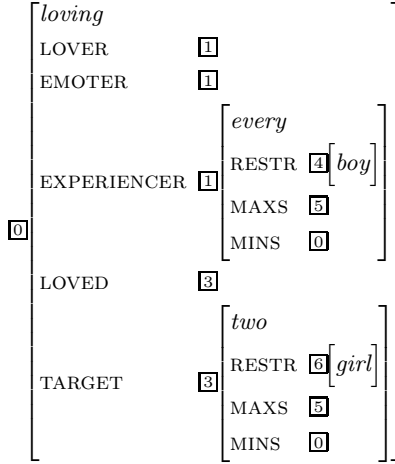 loving
LOVER 1
EMOTER 1
every
RESTR 4 boy
EXPERIENCER 1
MAXS 5
MINS 0
0
LOVED 3
two
RESTR 6 girl
TARGET 3
MAXS 5
MINS 0